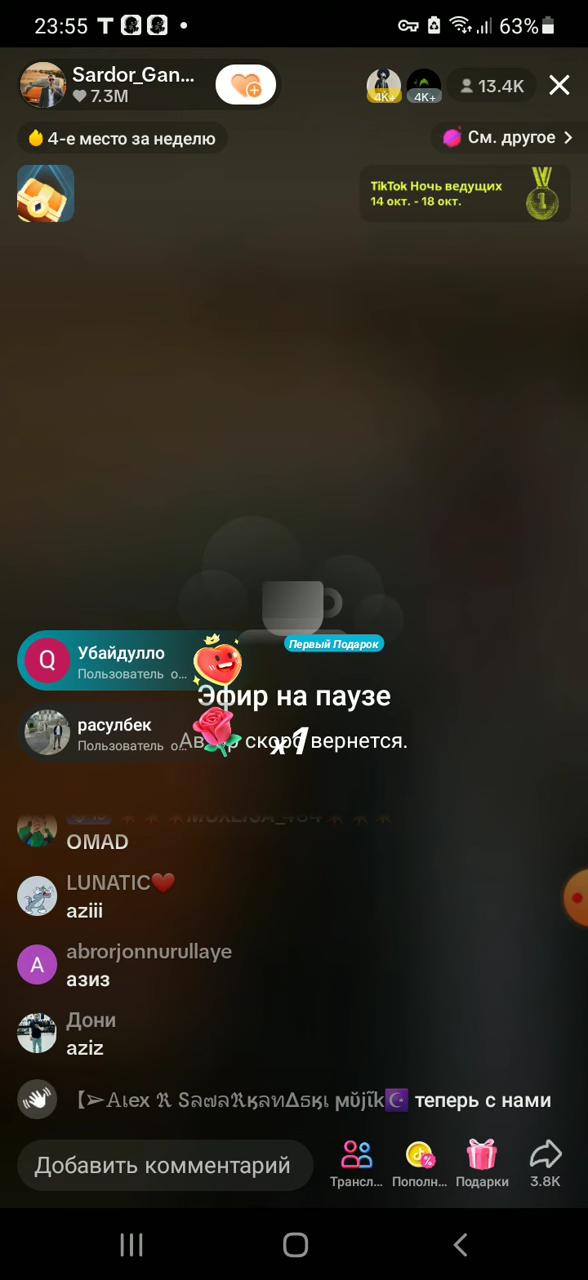 23:55
63%
Sardor_Gan...
7.3M
4K+
4K+
13.4K
4-е место за неделю
См. другое
TikTok Ночь ведущих
14 окт. - 18 окт.
1
Q
Убайдулло
Пользователь о...
Первый Подарок
Эфир на паузе
расулбек
Пользователь о...
скоро вернется.
x1
OMAD
LUNATIC❤️
aziii
A
abrorjonnurullaye
азиз
Дони
aziz
теперь с нами
Добавить комментарий
Трансл...
Пополн...
Подарки
3.8K